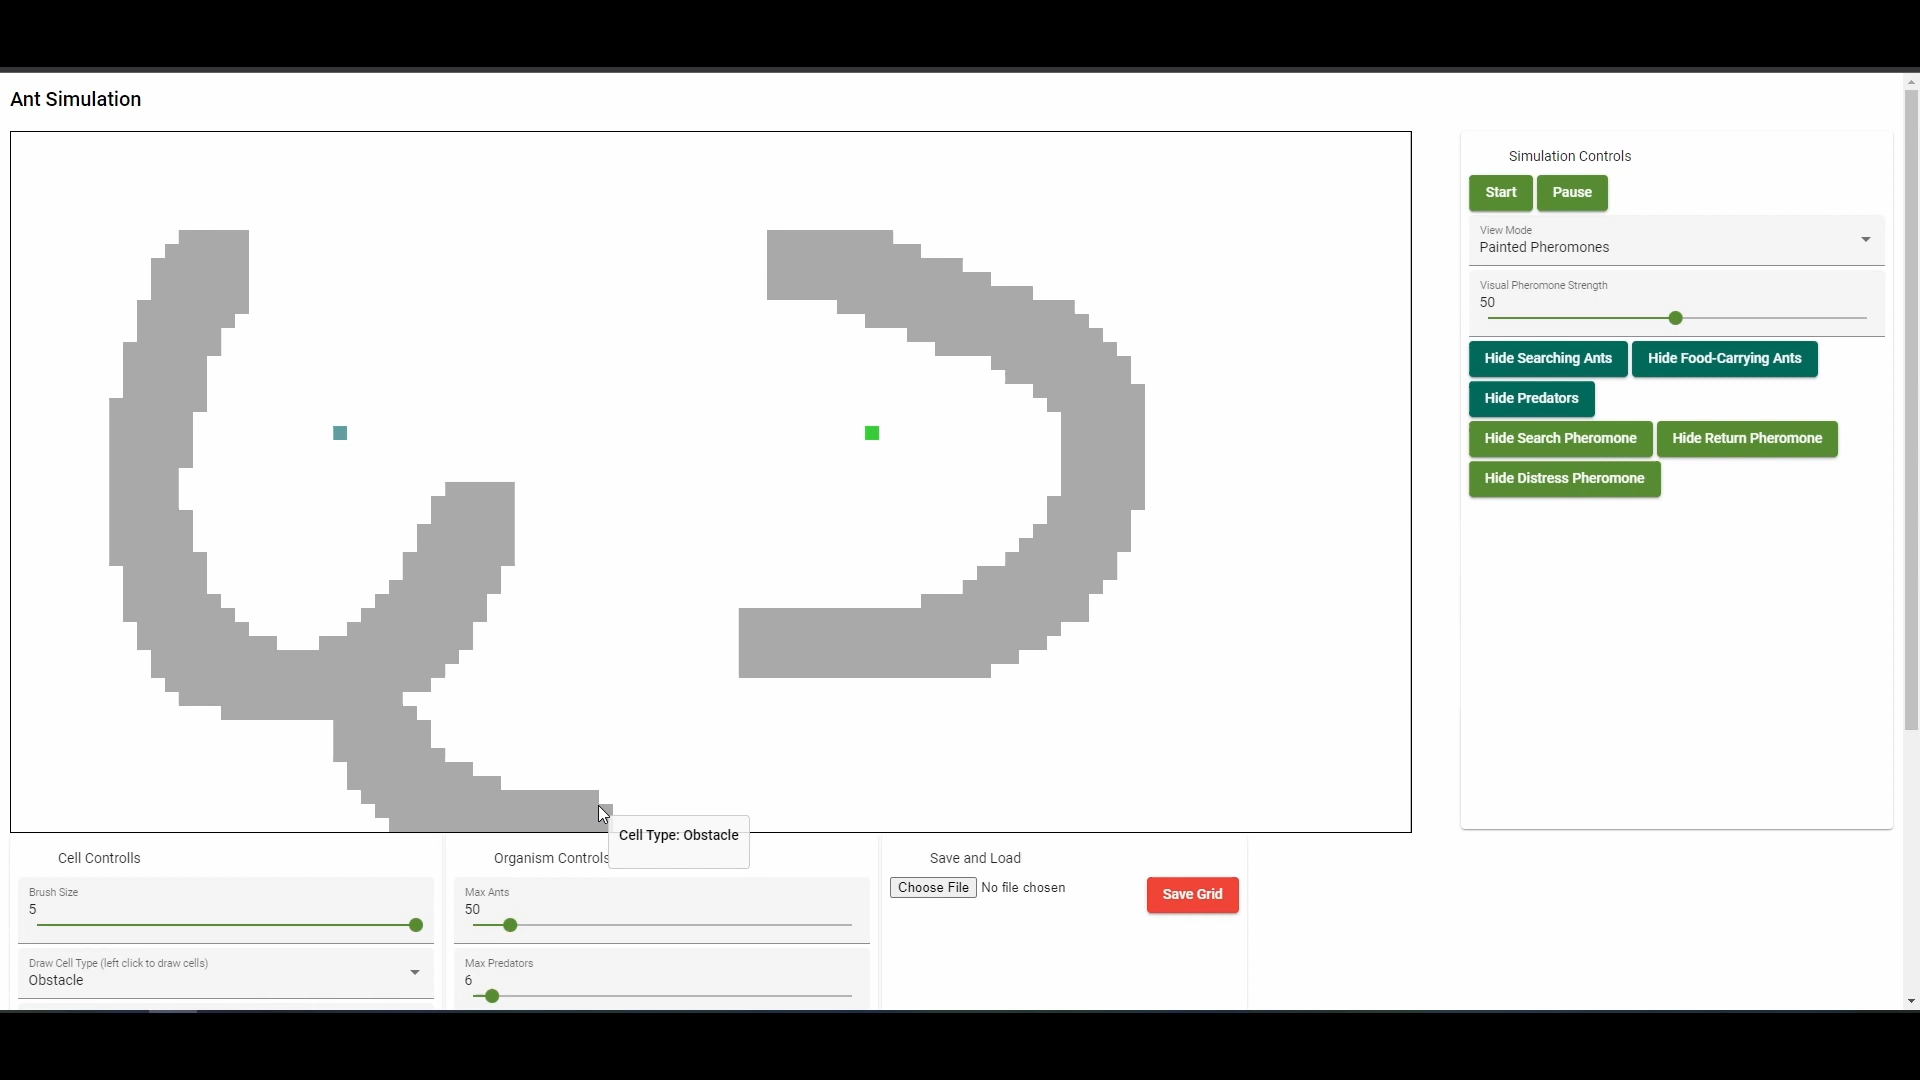 Ant Simulation
Simulation Controls
Start Pause
View Mode
Painted Pheromones
Visual Pheromone Strength
50
Hide Searching Ants Hide Food-Carrying Ants
Hide Predators
Hide Search Pheromone Hide Return Pheromone
Hide Distress Pheromone
Cell Type: Obstacle
Cell Controlls
Brush Size
5
Draw Cell Type (left click to draw cells)
Obstacle
Organism Controls
Max Ants
50
Max Predators
6
Save and Load
Choose File No file chosen
Save Grid